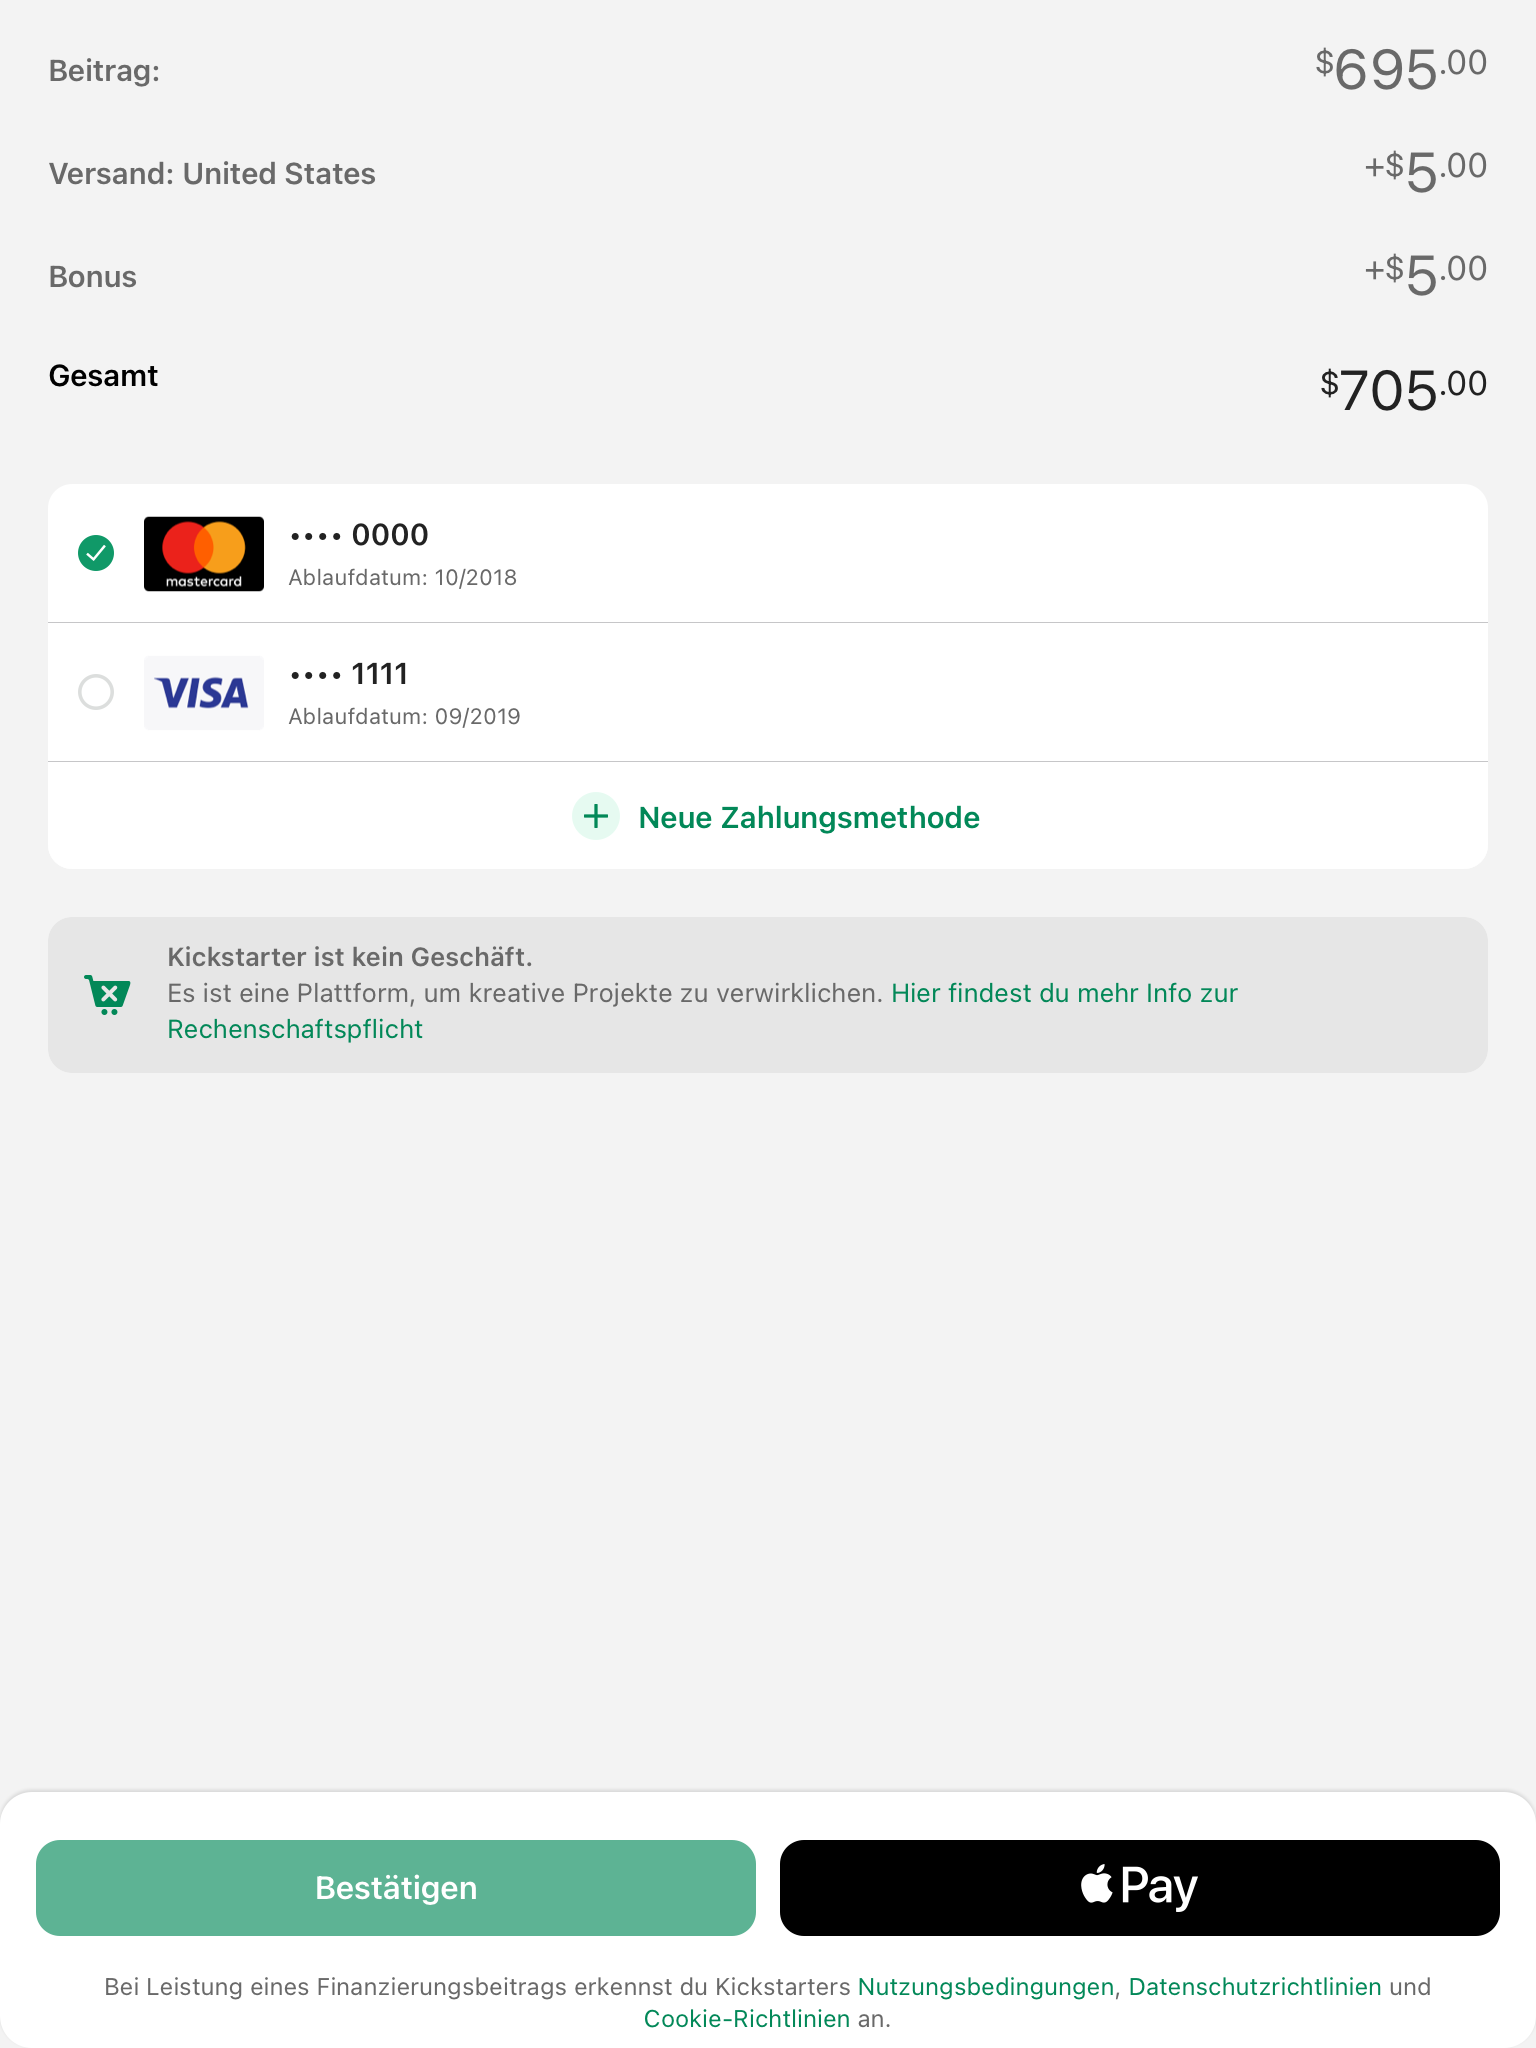 Beitrag: $695.00
Versand: United States +$5.00
Bonus +$5.00
Gesamt $705.00
mastercard
•••• 0000
Ablaufdatum: 10/2018
VISA
•••• 1111
Ablaufdatum: 09/2019
+ Neue Zahlungsmethode
Kickstarter ist kein Geschäft.
Es ist eine Plattform, um kreative Projekte zu verwirklichen. Hier findest du mehr Info zur
Rechenschaftspflicht
Bestätigen
Pay
Bei Leistung eines Finanzierungsbeitrags erkennst du Kickstarters Nutzungsbedingungen, Datenschutzrichtlinien und
Cookie-Richtlinien an.